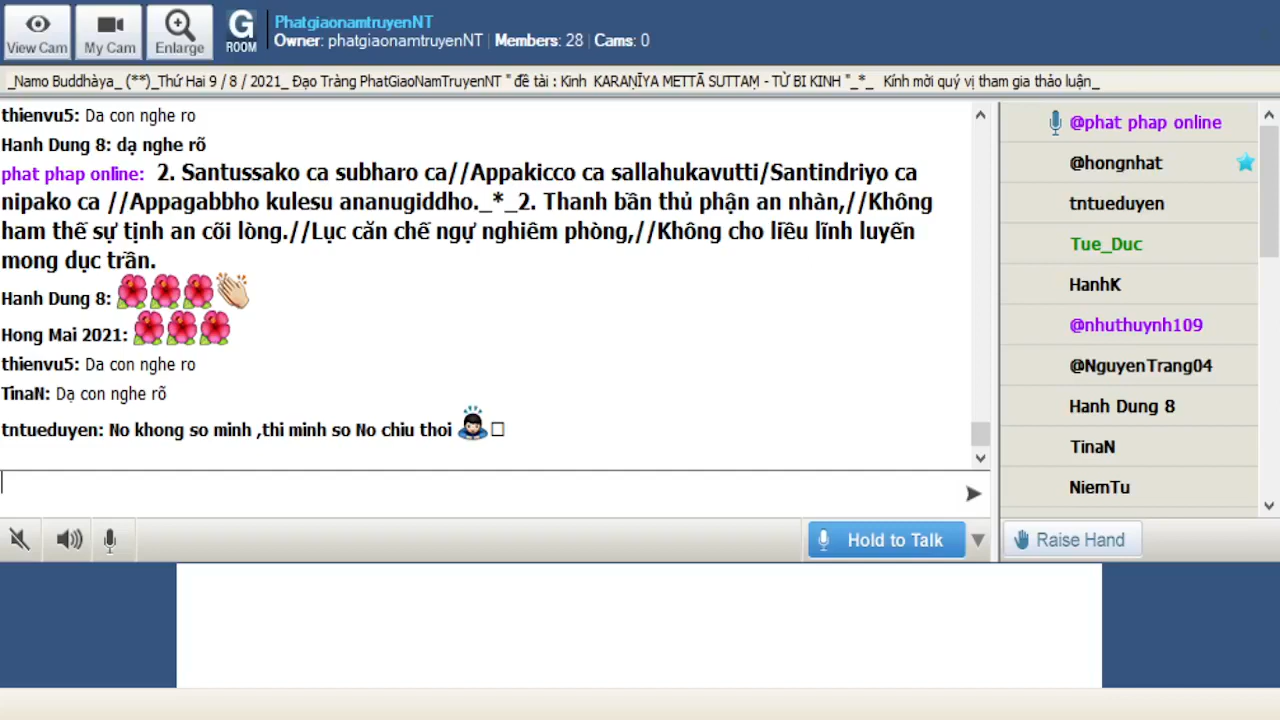 View Cam
My Cam
Enlarge
G
ROOM
PhatgiaonamtruyenNT
Owner: phatgiaonamtruyenNT | Members: 28 | Cams: 0
_Namo Buddhàya_ (**)_Thứ Hai 9 / 8 / 2021_ Đạo Tràng PhatGiaoNamTruyenNT " đề tài : Kinh KARAṆĪYA METTĀ SUTTAṂ - TỪ BI KINH "_*_ Kính mời quý vị tham gia thảo luận_
thienvu5: Da con nghe ro
Hanh Dung 8: dạ nghe rõ
phat phap online: 2. Santussako ca subharo ca//Appakicco ca sallahukavutti/Santindriyo ca
nipako ca //Appagabbho kulesu ananugiddho._*_2. Thanh bần thủ phận an nhàn,//Không
ham thế sự tịnh an cõi lòng.//Lục căn chế ngự nghiêm phòng,//Không cho liều lĩnh luyến
mong dục trần.
Hanh Dung 8:
Hong Mai 2021:
thienvu5: Da con nghe ro
TinaN: Dạ con nghe rõ
tntueduyen: No khong so minh ,thi minh so No chiu thoi
Hold to Talk
@phat phap online
@hongnhat
tntueduyen
Tue_Duc
HanhK
@nhuthuynh109
@NguyenTrang04
Hanh Dung 8
TinaN
NiemTu
Raise Hand